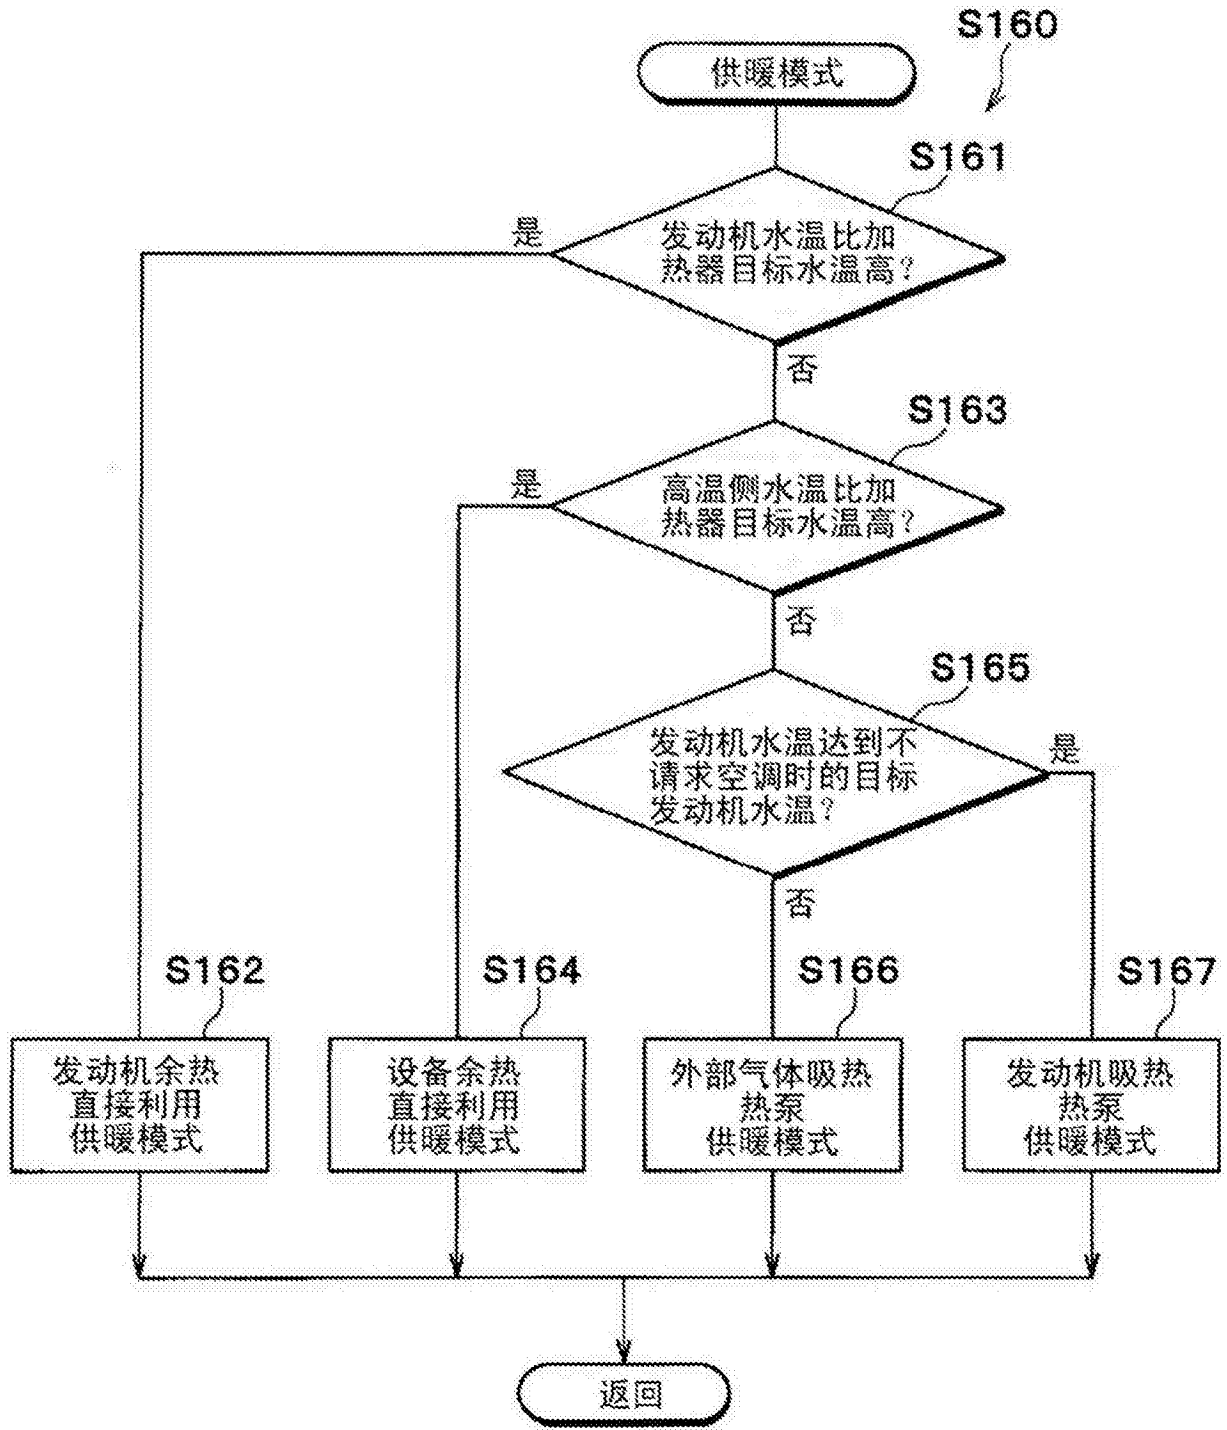 S160
供暖模式
S161
是
发动机水温比加
热器目标水温高？
否
S163
是
高温侧水温比加
热器目标水温高？
否
S165
发动机水温达到不
请求空调时的目标
发动机水温？
是
否
S162
S164
S166
S167
发动机余热
直接利用
供暖模式
设备余热
直接利用
供暖模式
外部气体吸热
热泵
供暖模式
发动机吸热
热泵
供暖模式
返回